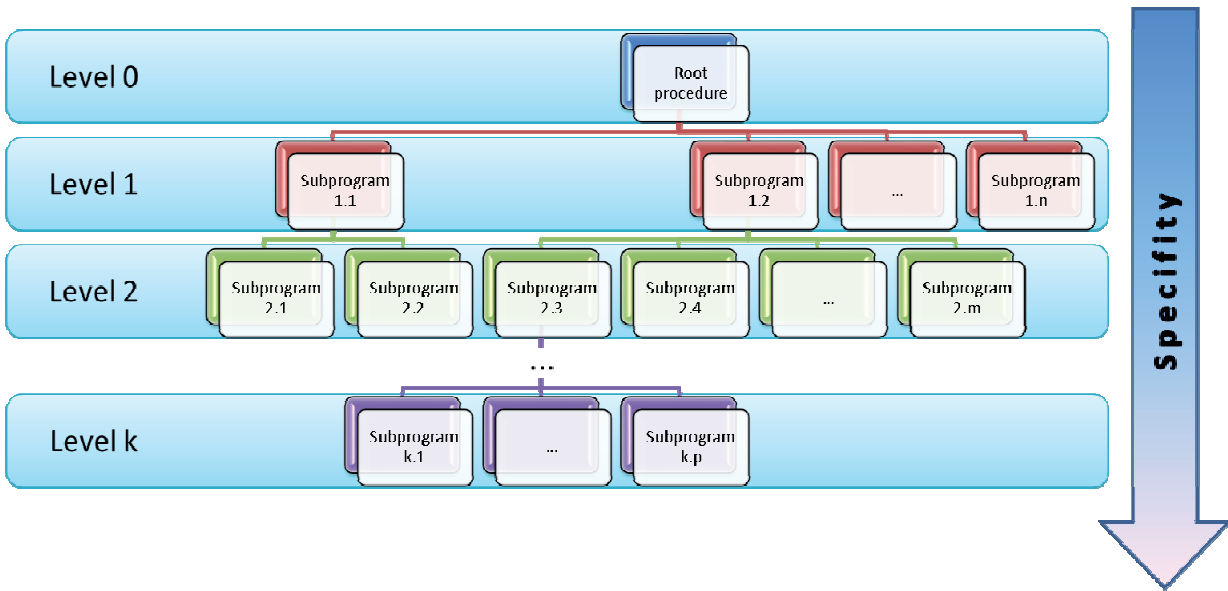 Level 0
Root
procedure
Level 1
Subprogram
1.1
Subprogram
1.2
...
Subprogram
1.n
Level 2
Subprogram
2.1
Subprogram
2.2
Subprogram
2.3
Subprogram
2.4
...
Subprogram
2.m
...
Level k
Subprogram
k.1
...
Subprogram
k.p
Specifity